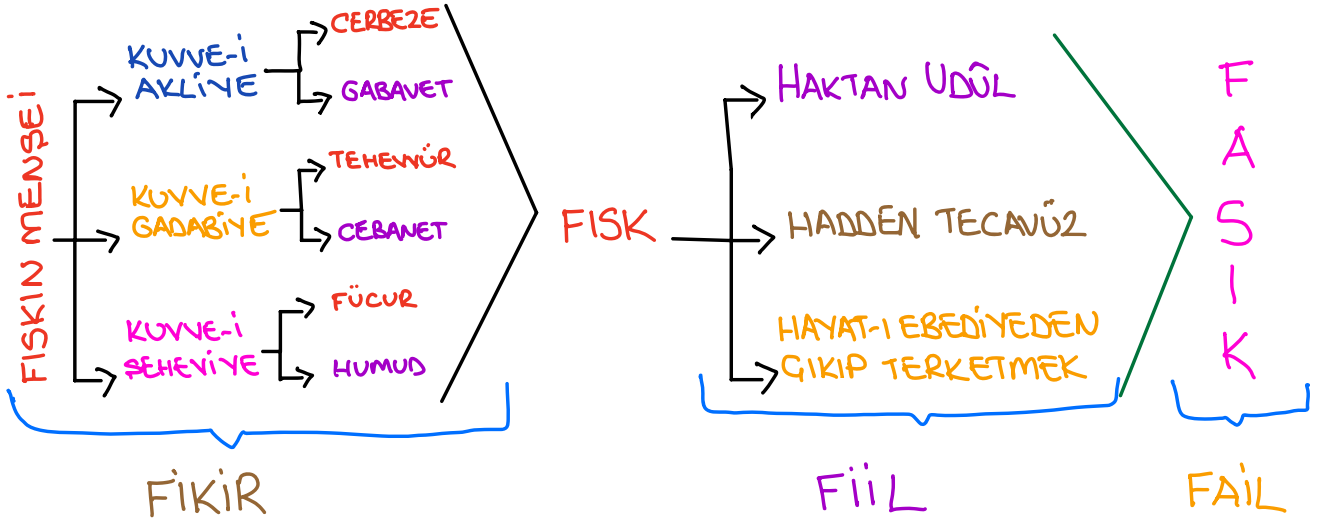 FISKIN MENŞEİ
KUVVE-İ
AKLİYE
CERBEZE
GABAVET
KUVVE-İ
GADABİYE
TEHEVVÜR
CEBANET
KUVVE-İ
ŞEHEVİYE
FÜCUR
HUMUD
FISK
HAKTAN UDÛL
HADDEN TECAVÜZ
HAYAT-I EBEDİYEDEN
ÇIKIP TERKETMEK
FASIK
FİKİR
FİİL
FAİL